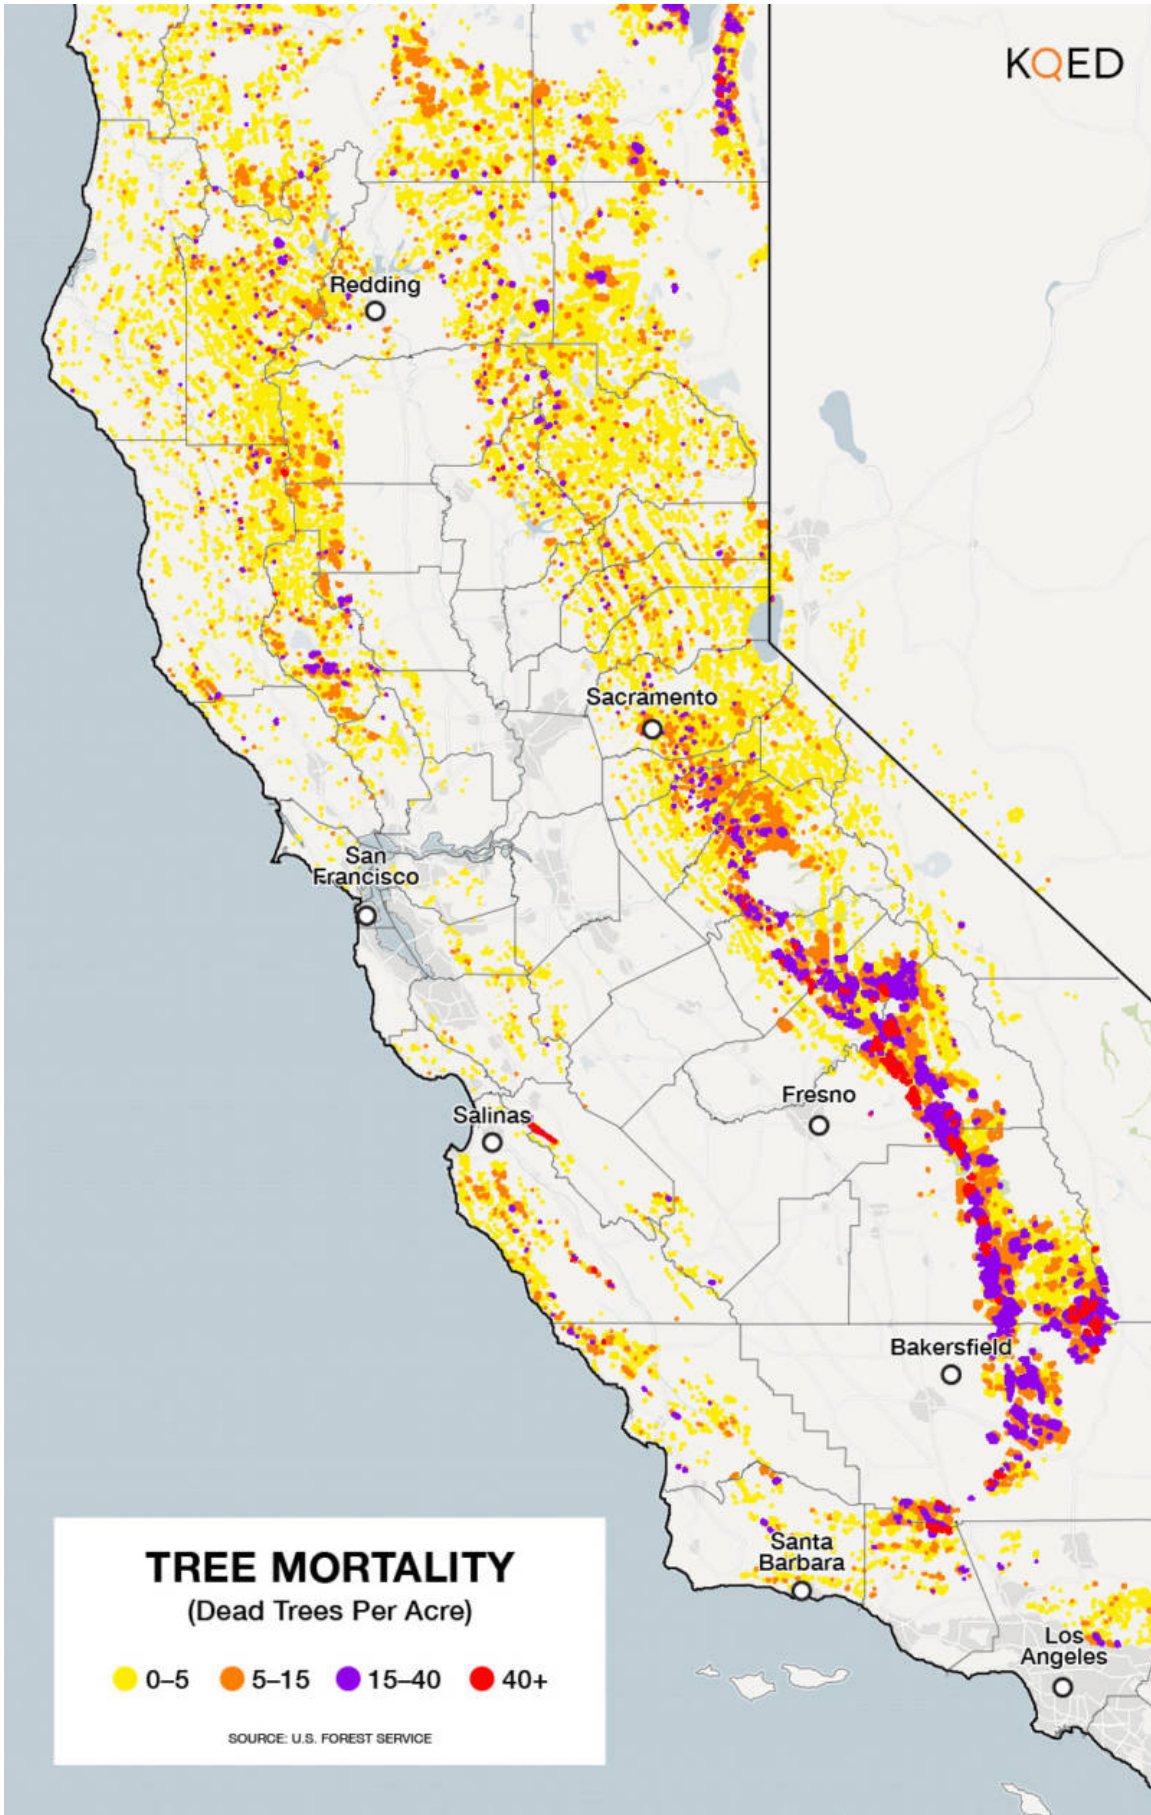 KQED
Redding
Sacramento
San
Francisco
Salinas
Fresno
Bakersfield
Santa
Barbara
Los
Angeles
TREE MORTALITY
(Dead Trees Per Acre)
0–5 5–15 15–40 40+
SOURCE: U.S. FOREST SERVICE